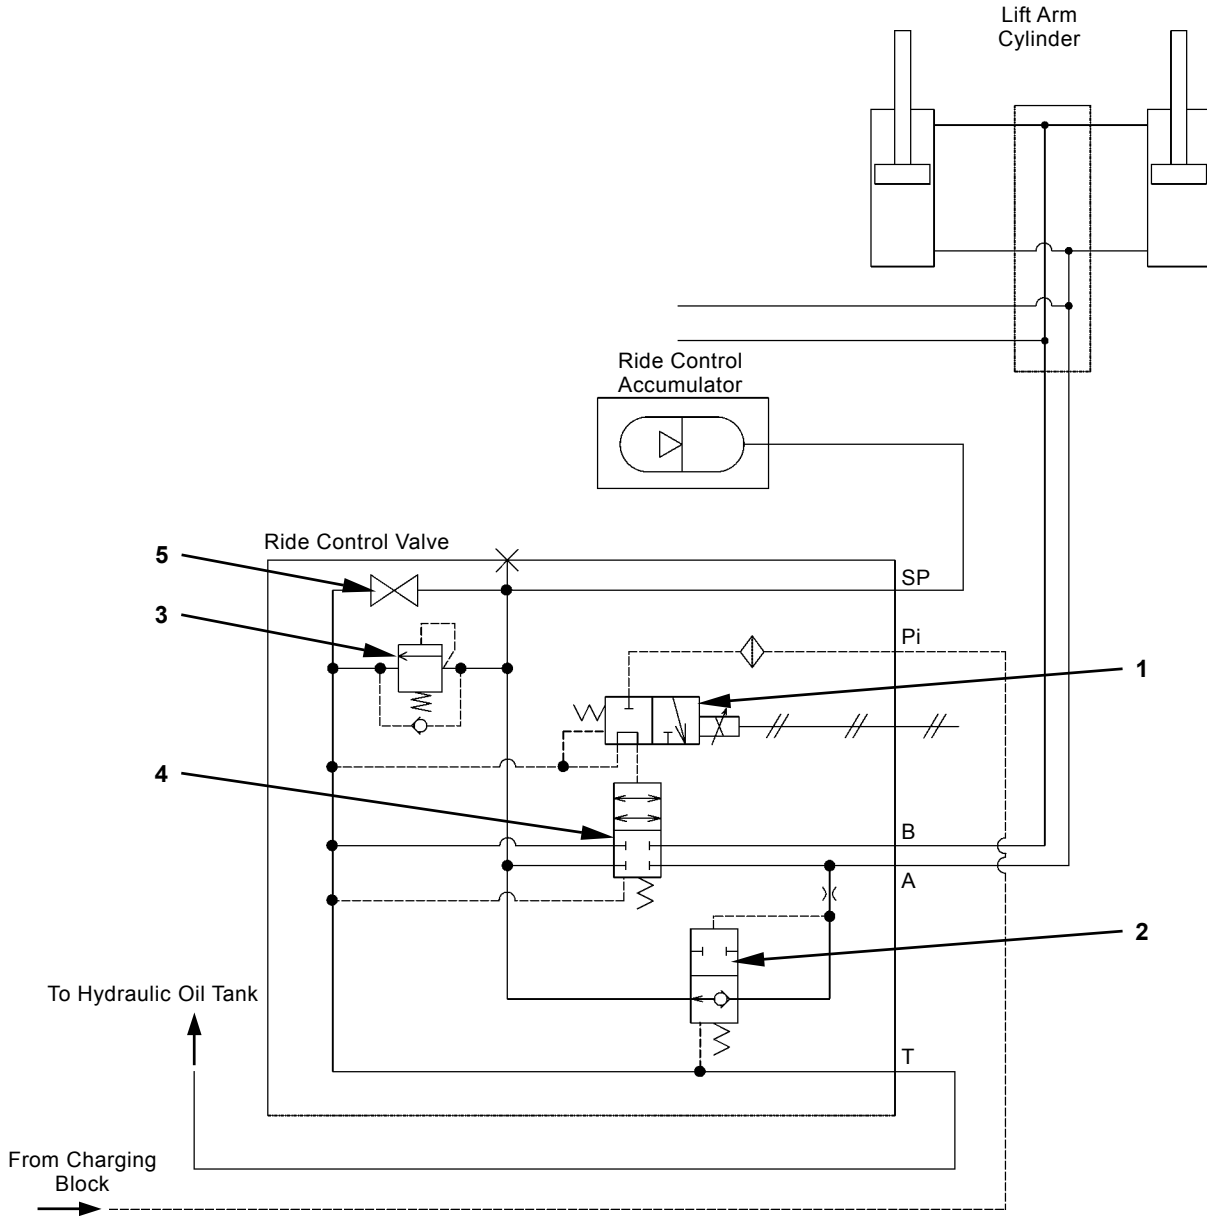 Lift Arm
Cylinder
Ride Control
Accumulator
Ride Control Valve
5
SP
3
Pi
1
4
B
A
2
To Hydraulic Oil Tank
T
From Charging
Block